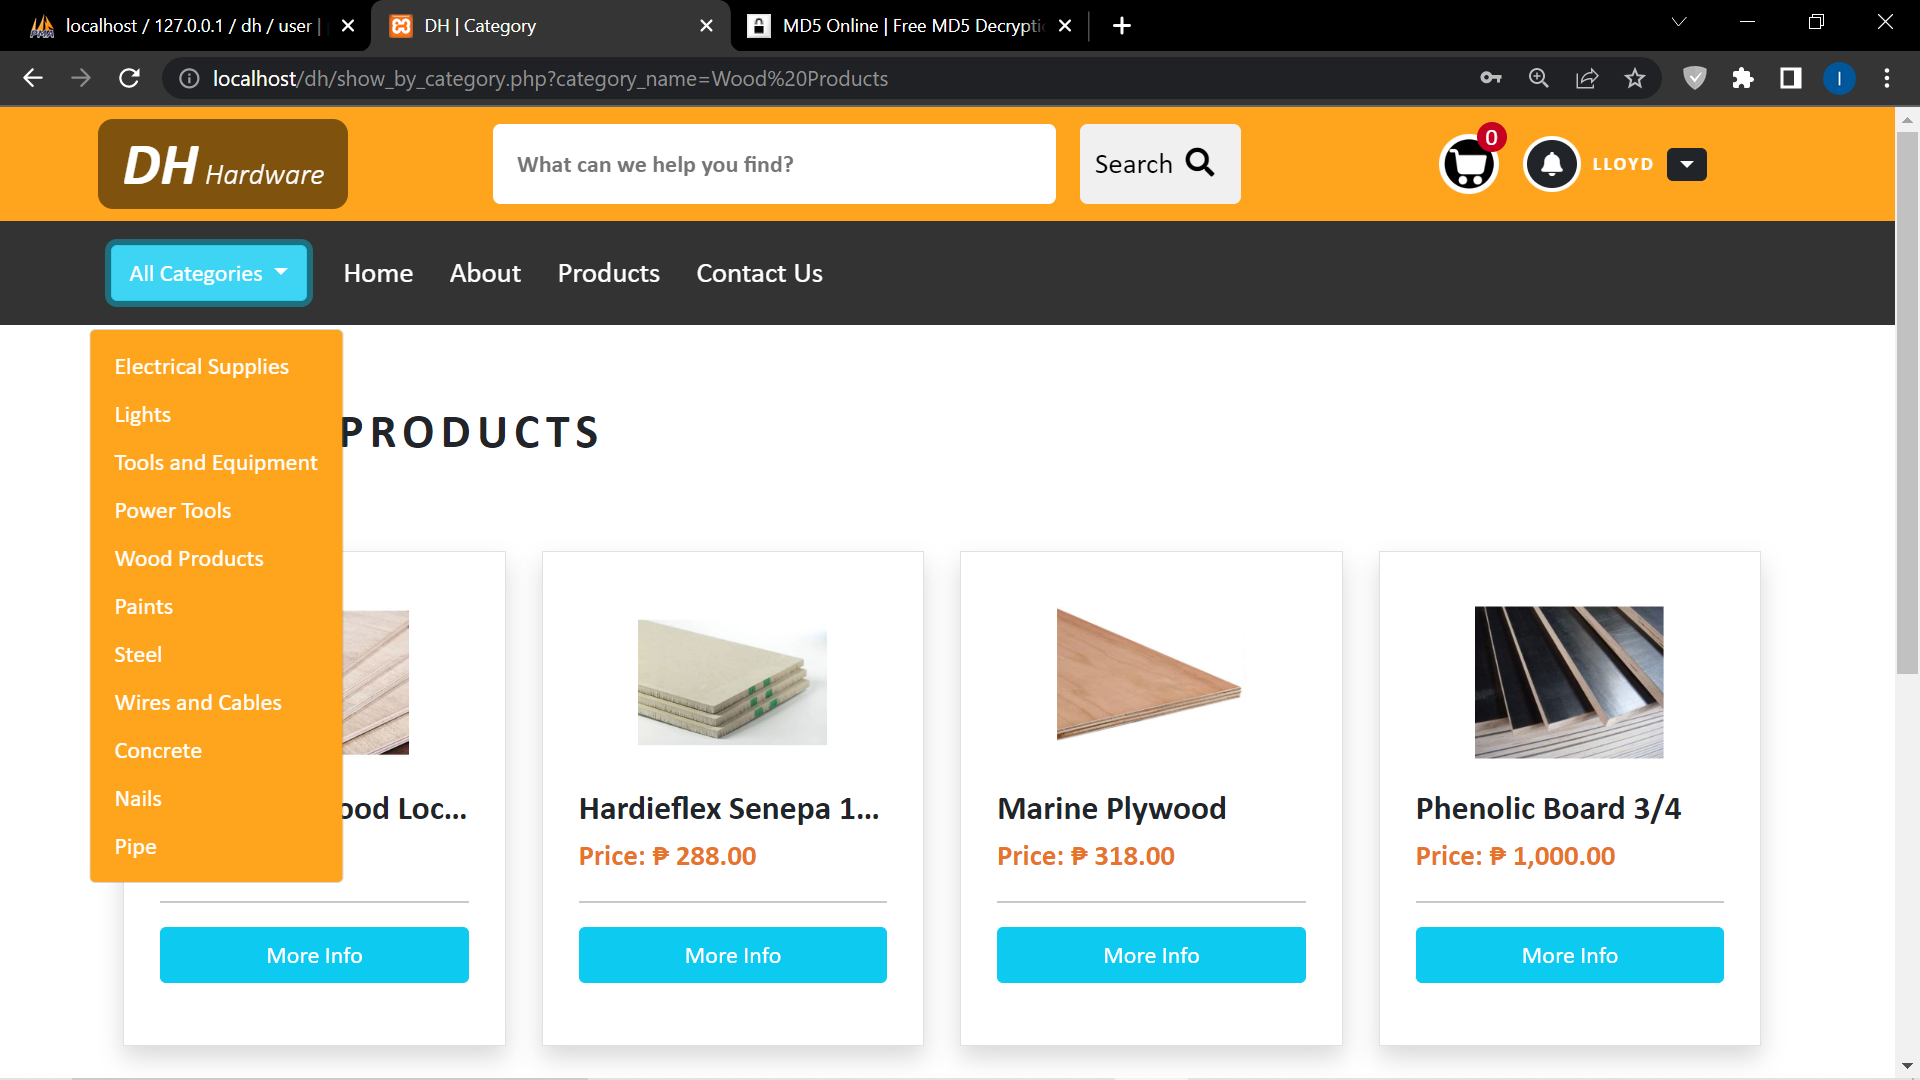 localhost / 127.0.0.1 / dh / user |
DH | Category
MD5 Online | Free MD5 Decrypti
localhost/dh/show_by_category.php?category_name=Wood%20Products
I
DH Hardware
What can we help you find?
Search
0
LLOYD
All Categories
Home
About
Products
Contact Us
Electrical Supplies
Lights
Tools and Equipment
Power Tools
Wood Products
Paints
Steel
Wires and Cables
Concrete
Nails
Pipe
PRODUCTS
ood Loc...
More Info
Hardieflex Senepa 1...
Price: ₱ 288.00
More Info
Marine Plywood
Price: ₱ 318.00
More Info
Phenolic Board 3/4
Price: ₱ 1,000.00
More Info